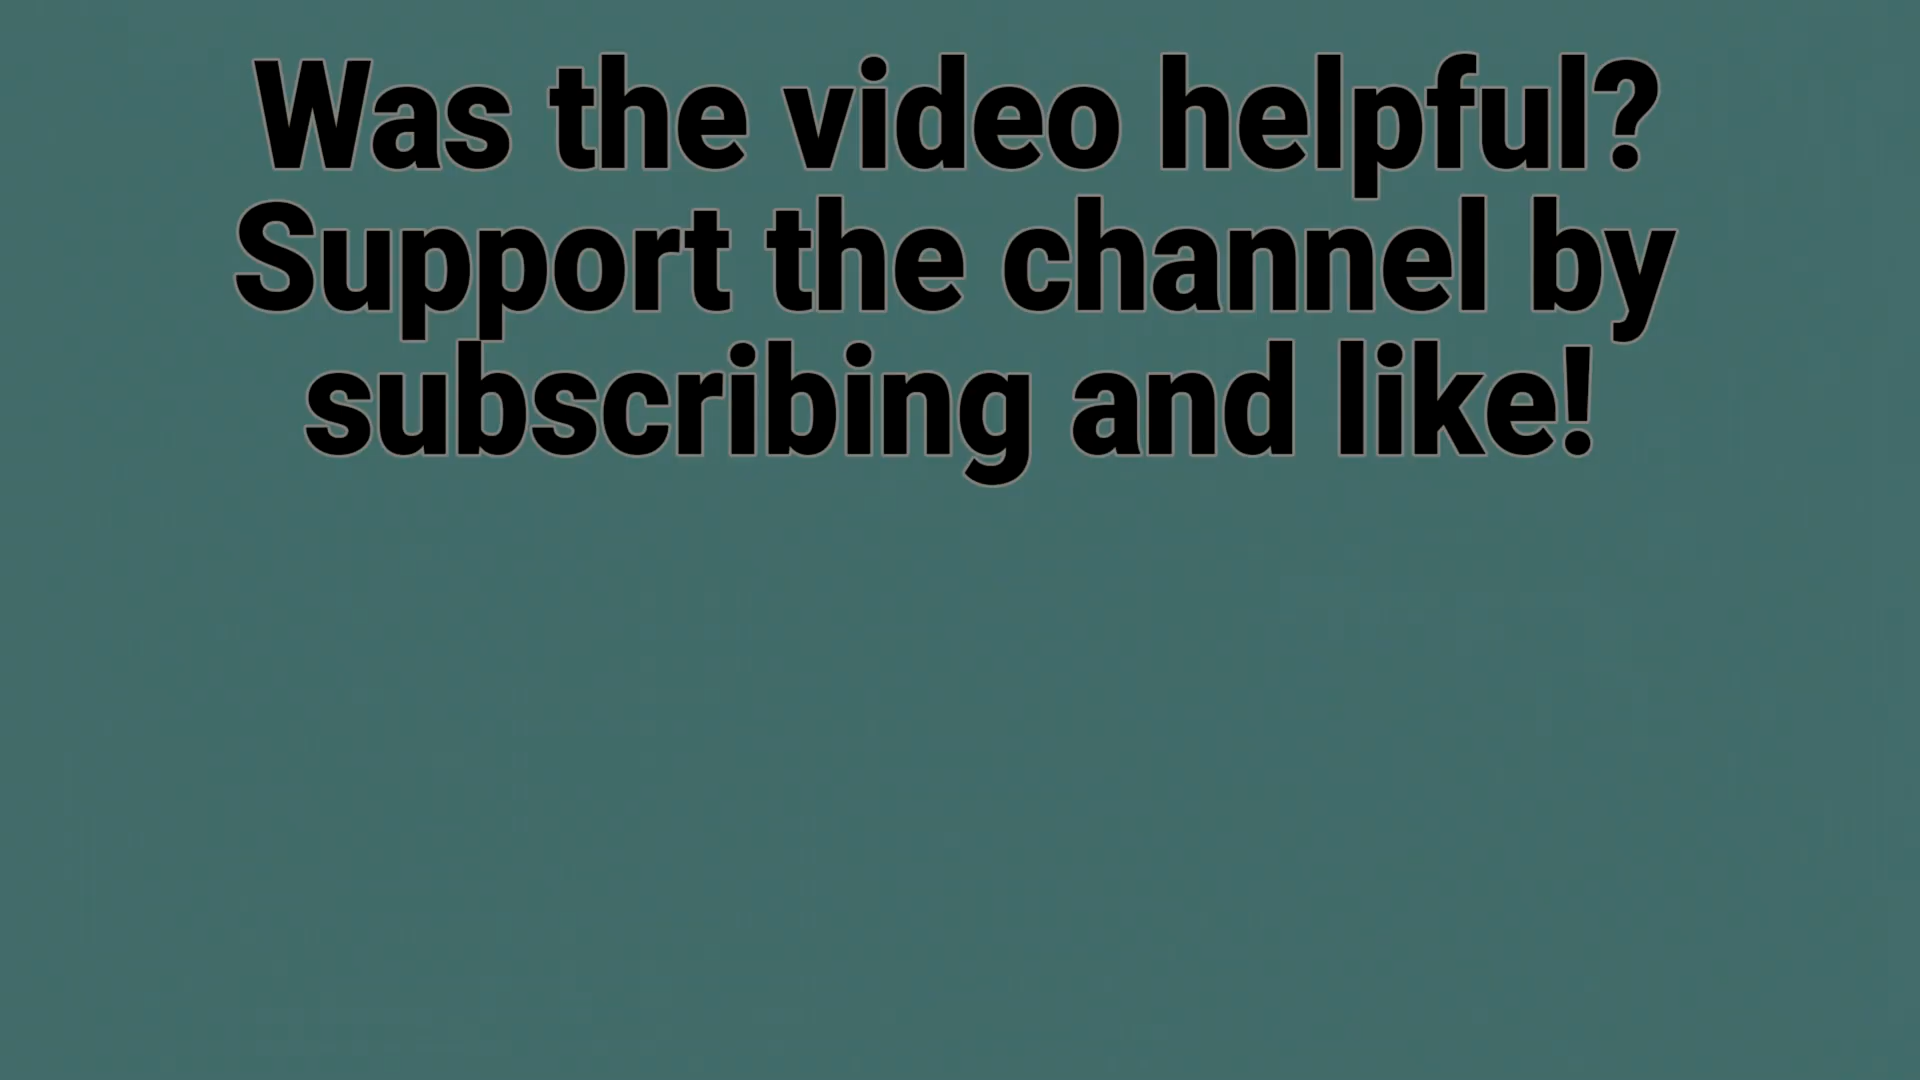 Was the video helpful?
Support the channel by
subscribing and like!